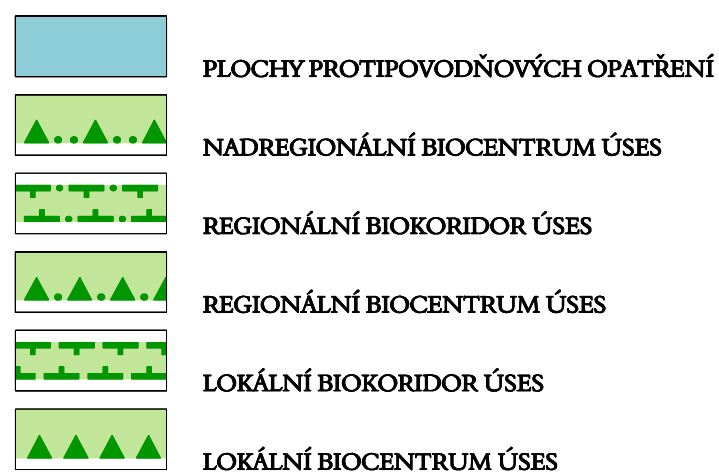 PLOCHY PROTIPOVODŇOVÝCH OPATŘENÍ
NADREGIONÁLNÍ BIOCENTRUM ÚSES
REGIONÁLNÍ BIOKORIDOR ÚSES
REGIONÁLNÍ BIOCENTRUM ÚSES
LOKÁLNÍ BIOKORIDOR ÚSES
LOKÁLNÍ BIOCENTRUM ÚSES